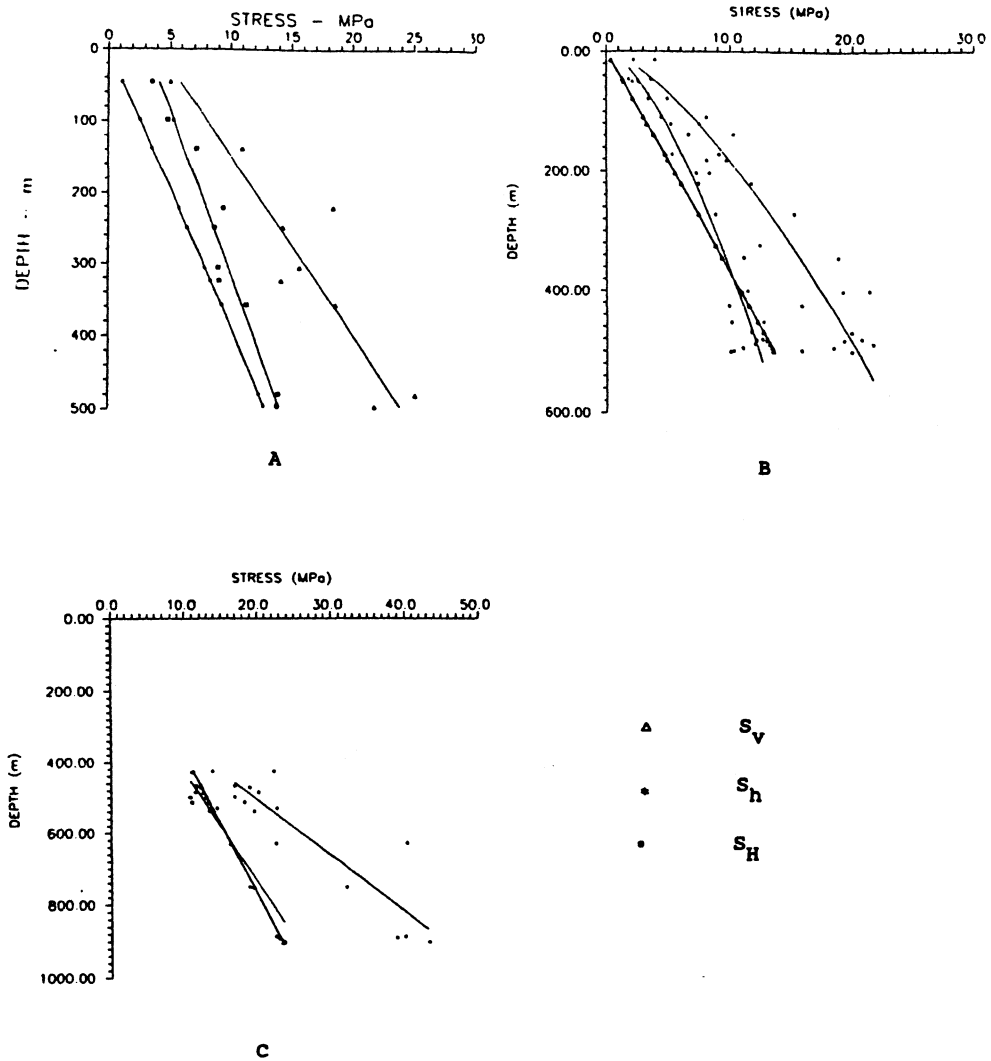 STRESS - MPa
0 5 10 15 20 25 30
0
100
200
300
400
500
DEPTH - m
A
STRESS (MPa)
0.0 10.0 20.0 30.0
0.00
200.00
400.00
600.00
DEPTH (m)
B
STRESS (MPa)
0.0 10.0 20.0 30.0 40.0 50.0
0.00
200.00
400.00
600.00
800.00
1000.00
DEPTH (m)
C
Sv
Sh
SH